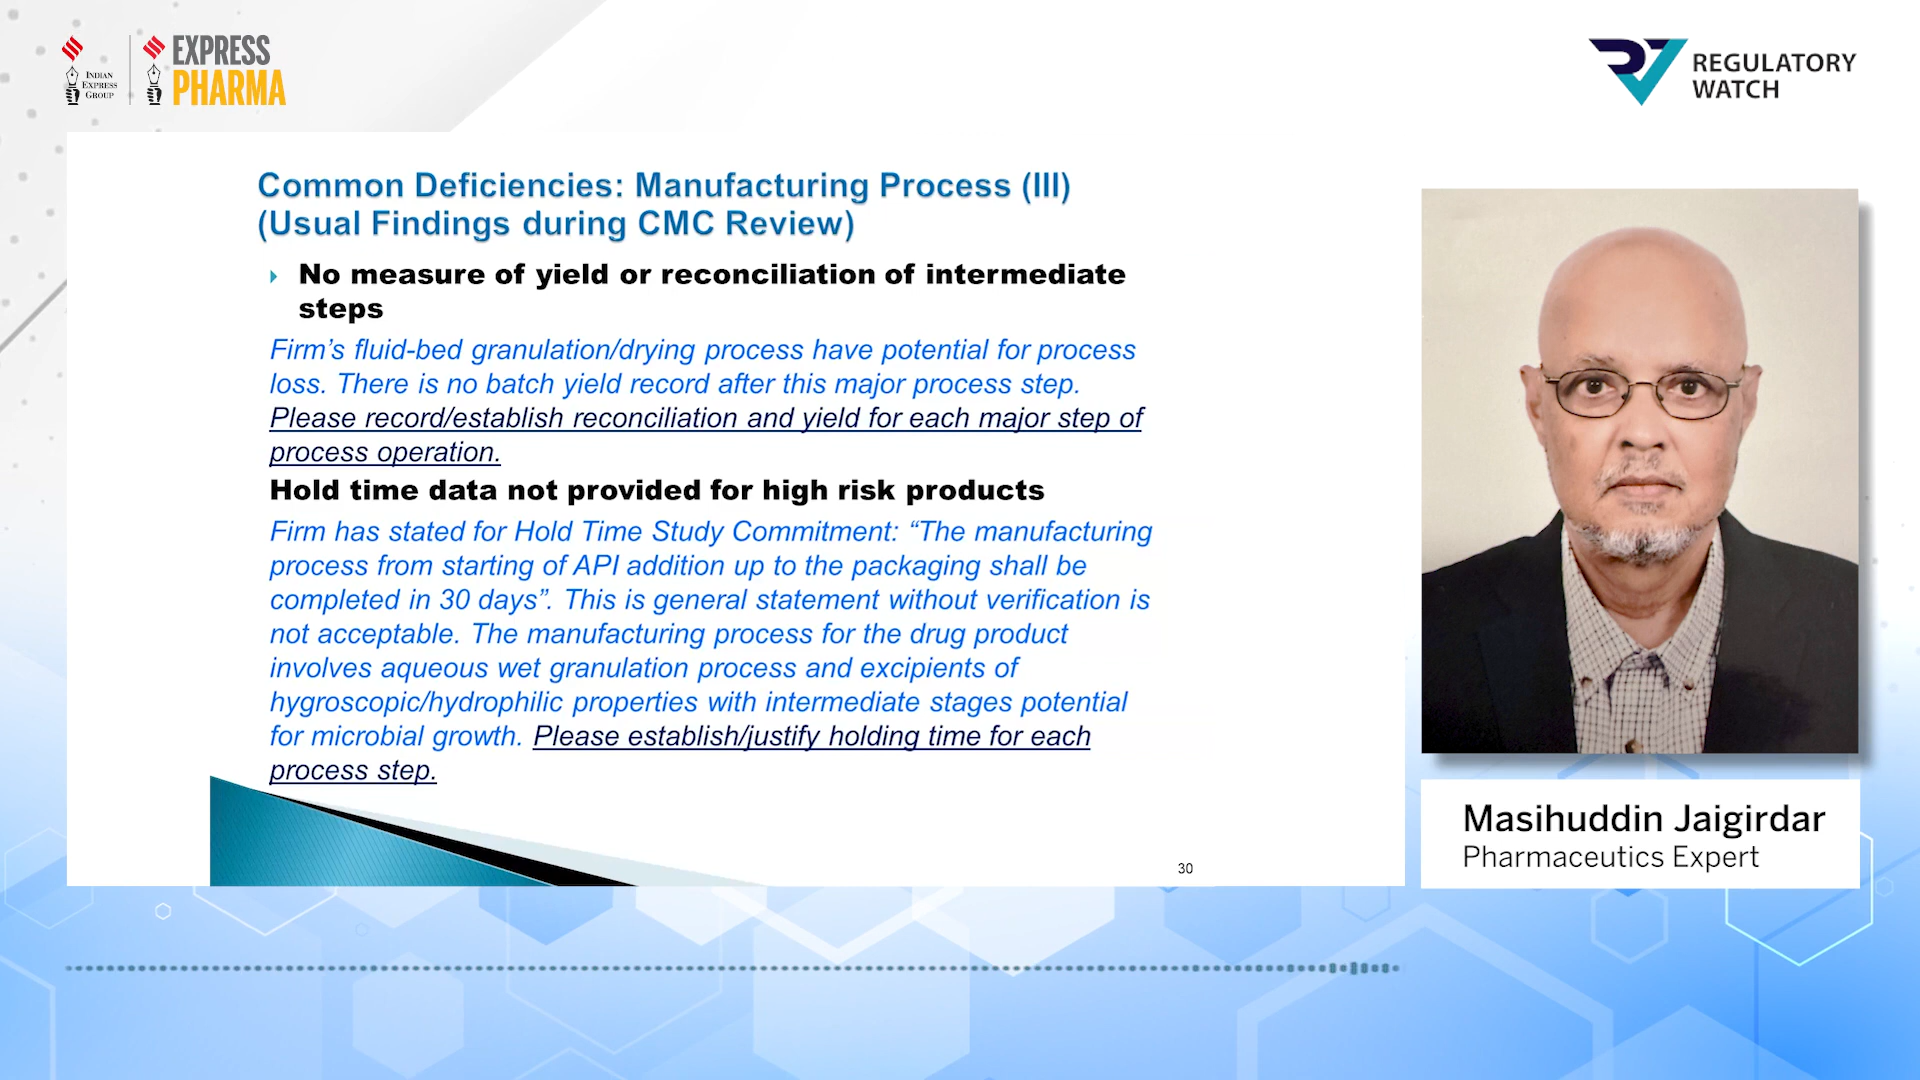 INDIAN
EXPRESS
GROUP
EXPRESS
PHARMA
REGULATORY
WATCH
Common Deficiencies: Manufacturing Process (III)
(Usual Findings during CMC Review)
No measure of yield or reconciliation of intermediate
steps
Firm’s fluid-bed granulation/drying process have potential for process
loss. There is no batch yield record after this major process step.
Please record/establish reconciliation and yield for each major step of
process operation.
Hold time data not provided for high risk products
Firm has stated for Hold Time Study Commitment: “The manufacturing
process from starting of API addition up to the packaging shall be
completed in 30 days”. This is general statement without verification is
not acceptable. The manufacturing process for the drug product
involves aqueous wet granulation process and excipients of
hygroscopic/hydrophilic properties with intermediate stages potential
for microbial growth. Please establish/justify holding time for each
process step.
30
Masihuddin Jaigirdar
Pharmaceutics Expert